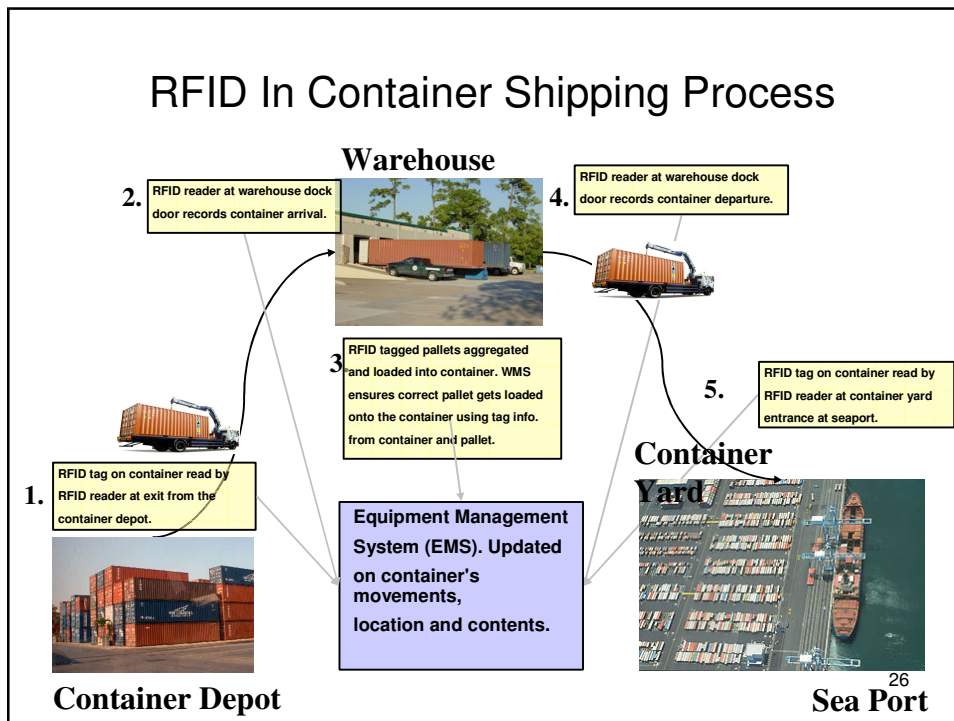 RFID In Container Shipping Process
Warehouse
2.
RFID reader at warehouse dock
door records container arrival.
4.
RFID reader at warehouse dock
door records container departure.
3.
RFID tagged pallets aggregated
and loaded into container. WMS
ensures correct pallet gets loaded
onto the container using tag info.
from container and pallet.
5.
RFID tag on container read by
RFID reader at container yard
entrance at seaport.
1.
RFID tag on container read by
RFID reader at exit from the
container depot.
Container
Yard
Equipment Management
System (EMS). Updated
on container's
movements,
location and contents.
Container Depot
Sea Port
26